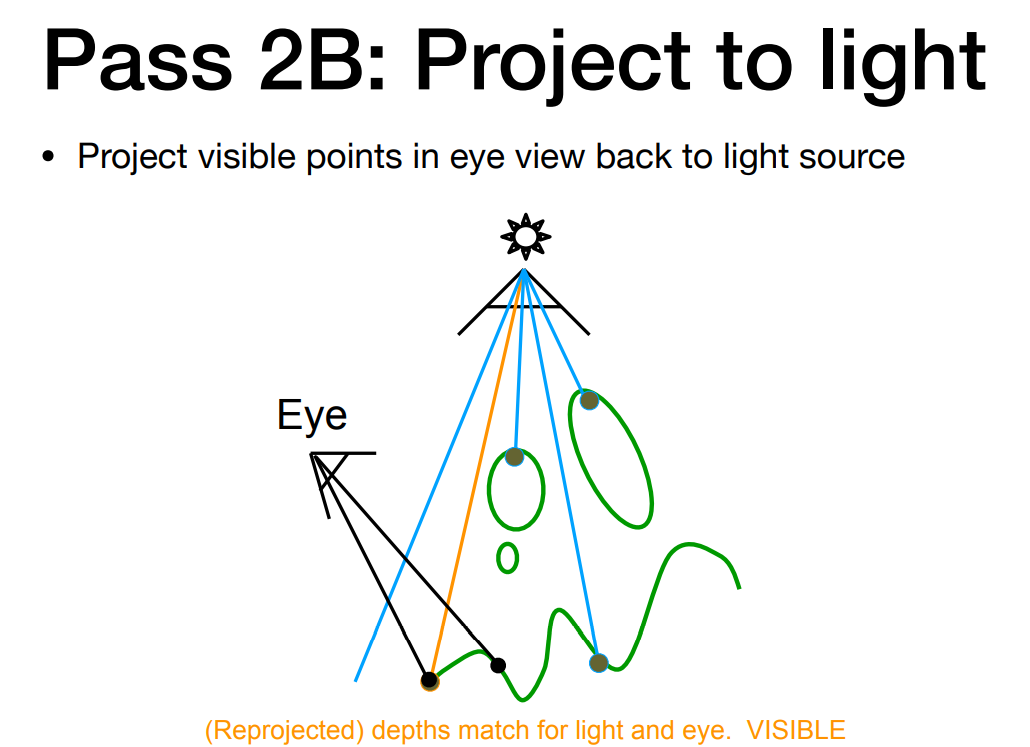 Pass 2B: Project to light
• Project visible points in eye view back to light source
Eye
(Reprojected) depths match for light and eye.  VISIBLE